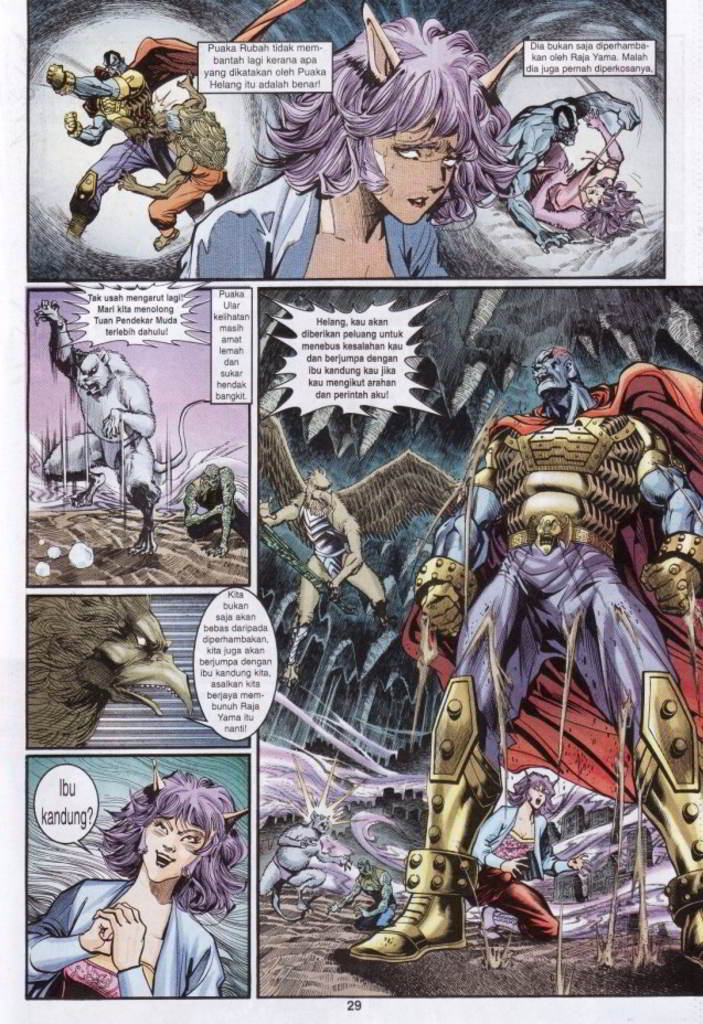 Puaka Rubah tidak mem-
bantah lagi kerana apa
yang dikatakan oleh Puaka
Helang itu adalah benar!
Dia bukan saja diperhamba-
kan oleh Raja Yama. Malah
dia juga pernah diperkosanya.
Tak usah mengarut lagi!
Mari kita menolong
Tuan Pendekar Muda
terlebih dahulu!
Puaka
Ular
kelihatan
masih
amat
lemah
dan
sukar
hendak
bangkit.
Helang, kau akan
diberikan peluang untuk
menebus kesalahan kau
dan berjumpa dengan
ibu kandung kau jika
kau mengikut arahan
dan perintah aku!
Kita
bukan
saja akan
bebas daripada
diperhambakan,
kita juga akan
berjumpa dengan
ibu kandung kita,
asalkan kita
berjaya mem-
bunuh Raja
Yama itu
nanti!
Ibu
kandung?
29